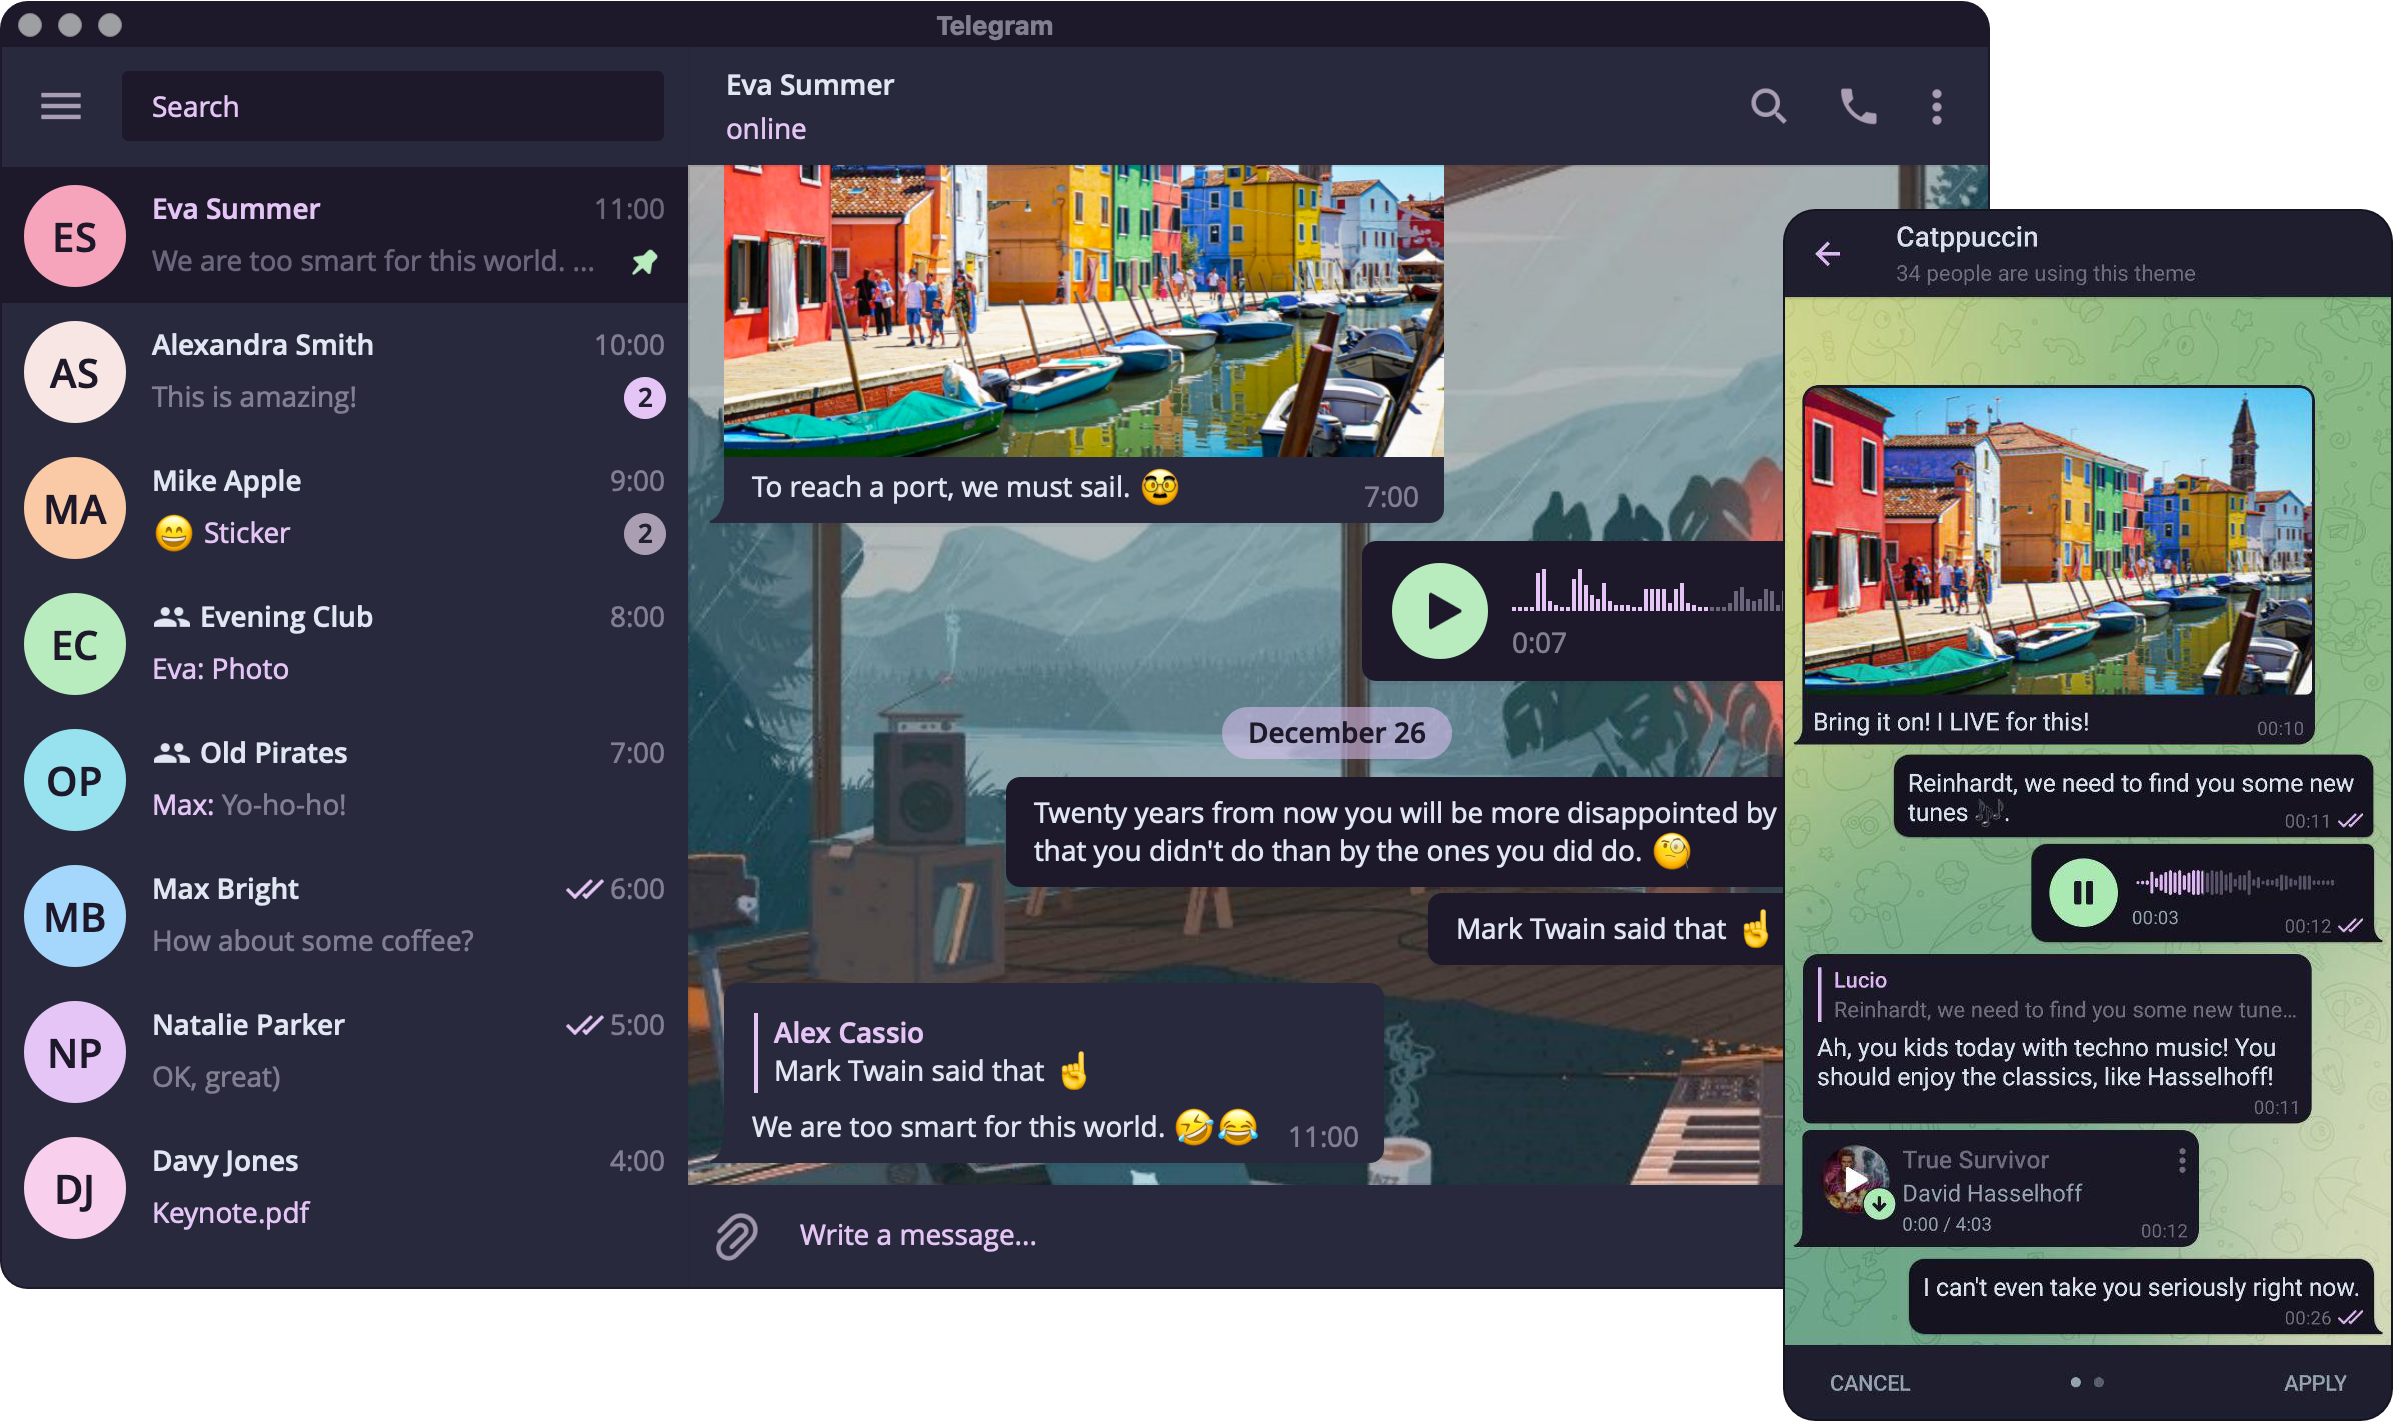 Telegram
Search
ES
Eva Summer 11:00
We are too smart for this world. ...
AS
Alexandra Smith 10:00
This is amazing! 2
MA
Mike Apple 9:00
😁 Sticker 2
EC
Evening Club 8:00
Eva: Photo
OP
Old Pirates 7:00
Max: Yo-ho-ho!
MB
Max Bright 6:00
How about some coffee?
NP
Natalie Parker 5:00
OK, great)
DJ
Davy Jones 4:00
Keynote.pdf
Eva Summer
online
To reach a port, we must sail. 🥸 7:00
0:07
December 26
Twenty years from now you will be more disappointed by
that you didn't do than by the ones you did do. 🧐
Mark Twain said that ☝️
Alex Cassio
Mark Twain said that ☝️
We are too smart for this world. 🤣😂 11:00
JAZZ
Write a message...
Catppuccin
34 people are using this theme
Bring it on! I LIVE for this! 00:10
Reinhardt, we need to find you some new
tunes 🎶. 00:11
00:03 00:12
Lucio
Reinhardt, we need to find you some new tune...
Ah, you kids today with techno music! You
should enjoy the classics, like Hasselhoff!
00:11
True Survivor
David Hasselhoff
0:00 / 4:03 00:12
I can't even take you seriously right now.
00:26
CANCEL APPLY